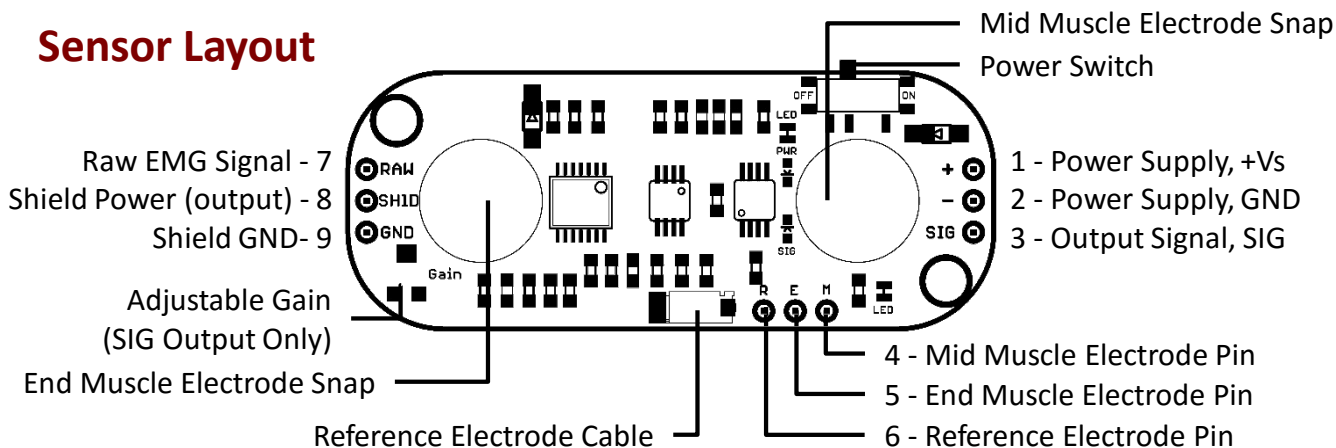 Sensor Layout
Mid Muscle Electrode Snap
Power Switch
OFF
ON
LED
PWR
Raw EMG Signal - 7
RAW
Shield Power (output) - 8
SHID
Shield GND- 9
GND
+
1 - Power Supply, +Vs
-
2 - Power Supply, GND
SIG
3 - Output Signal, SIG
SIG
Gain
R
E
M
LED
Adjustable Gain
(SIG Output Only)
End Muscle Electrode Snap
Reference Electrode Cable
4 - Mid Muscle Electrode Pin
5 - End Muscle Electrode Pin
6 - Reference Electrode Pin